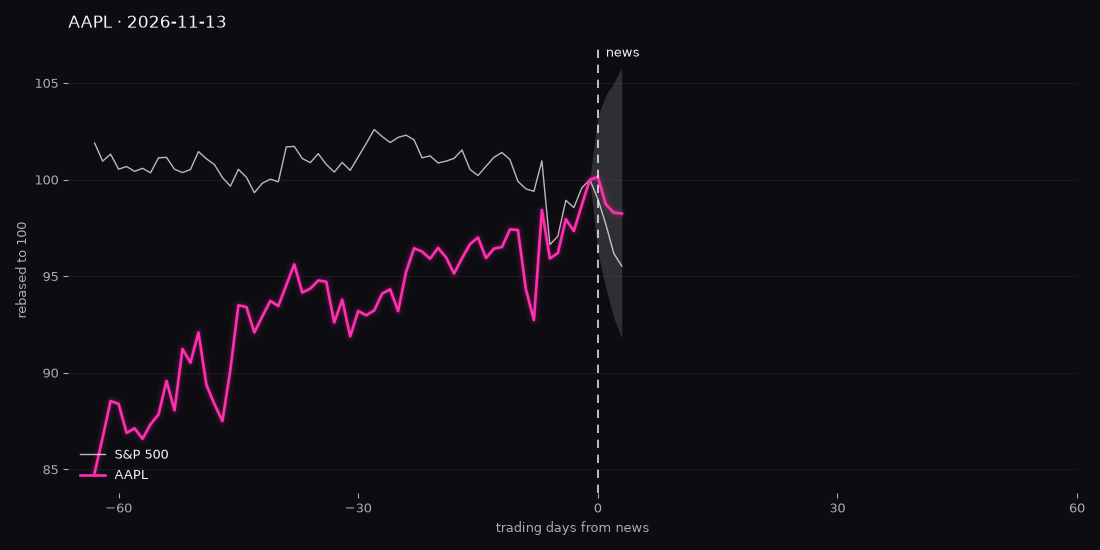 AAPL · 2026-11-13
news
105
100
95
90
85
rebased to 100
S&P 500
AAPL
−60
−30
0
30
60
trading days from news